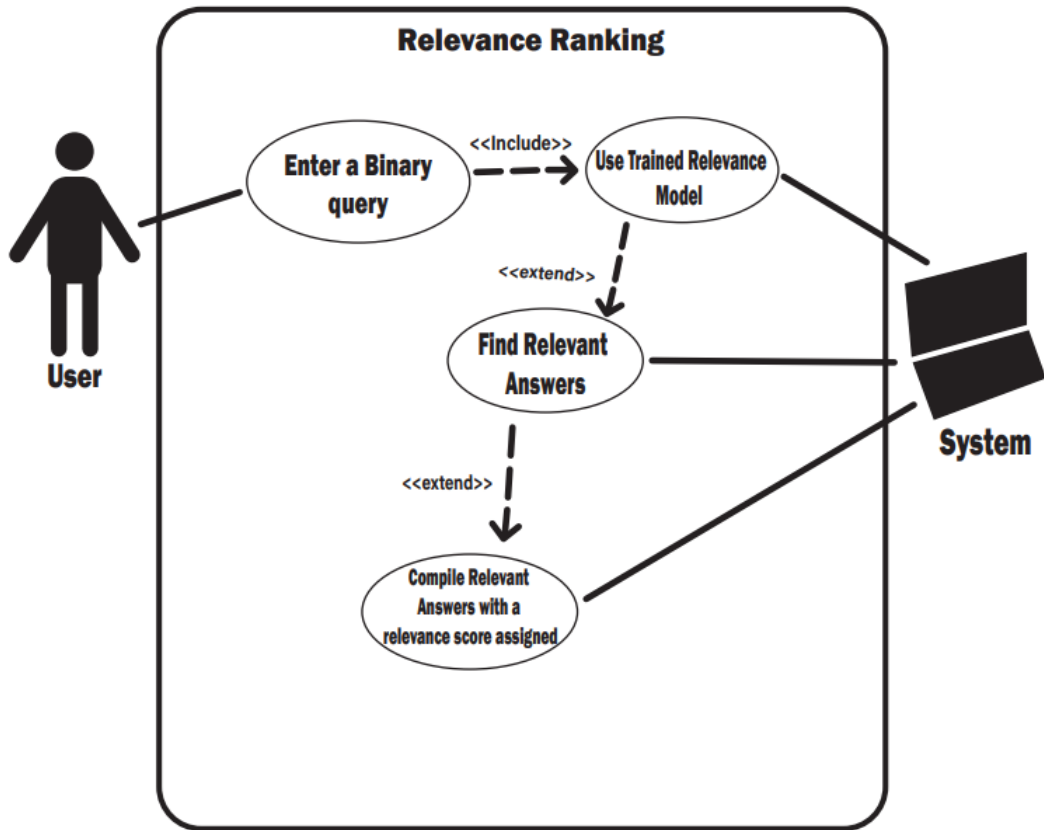 Relevance Ranking
Enter a Binary
query
<<Include>>
Use Trained Relevance
Model
<<extend>>
Find Relevant
Answers
User
System
<<extend>>
Compile Relevant
Answers with a
relevance score assigned